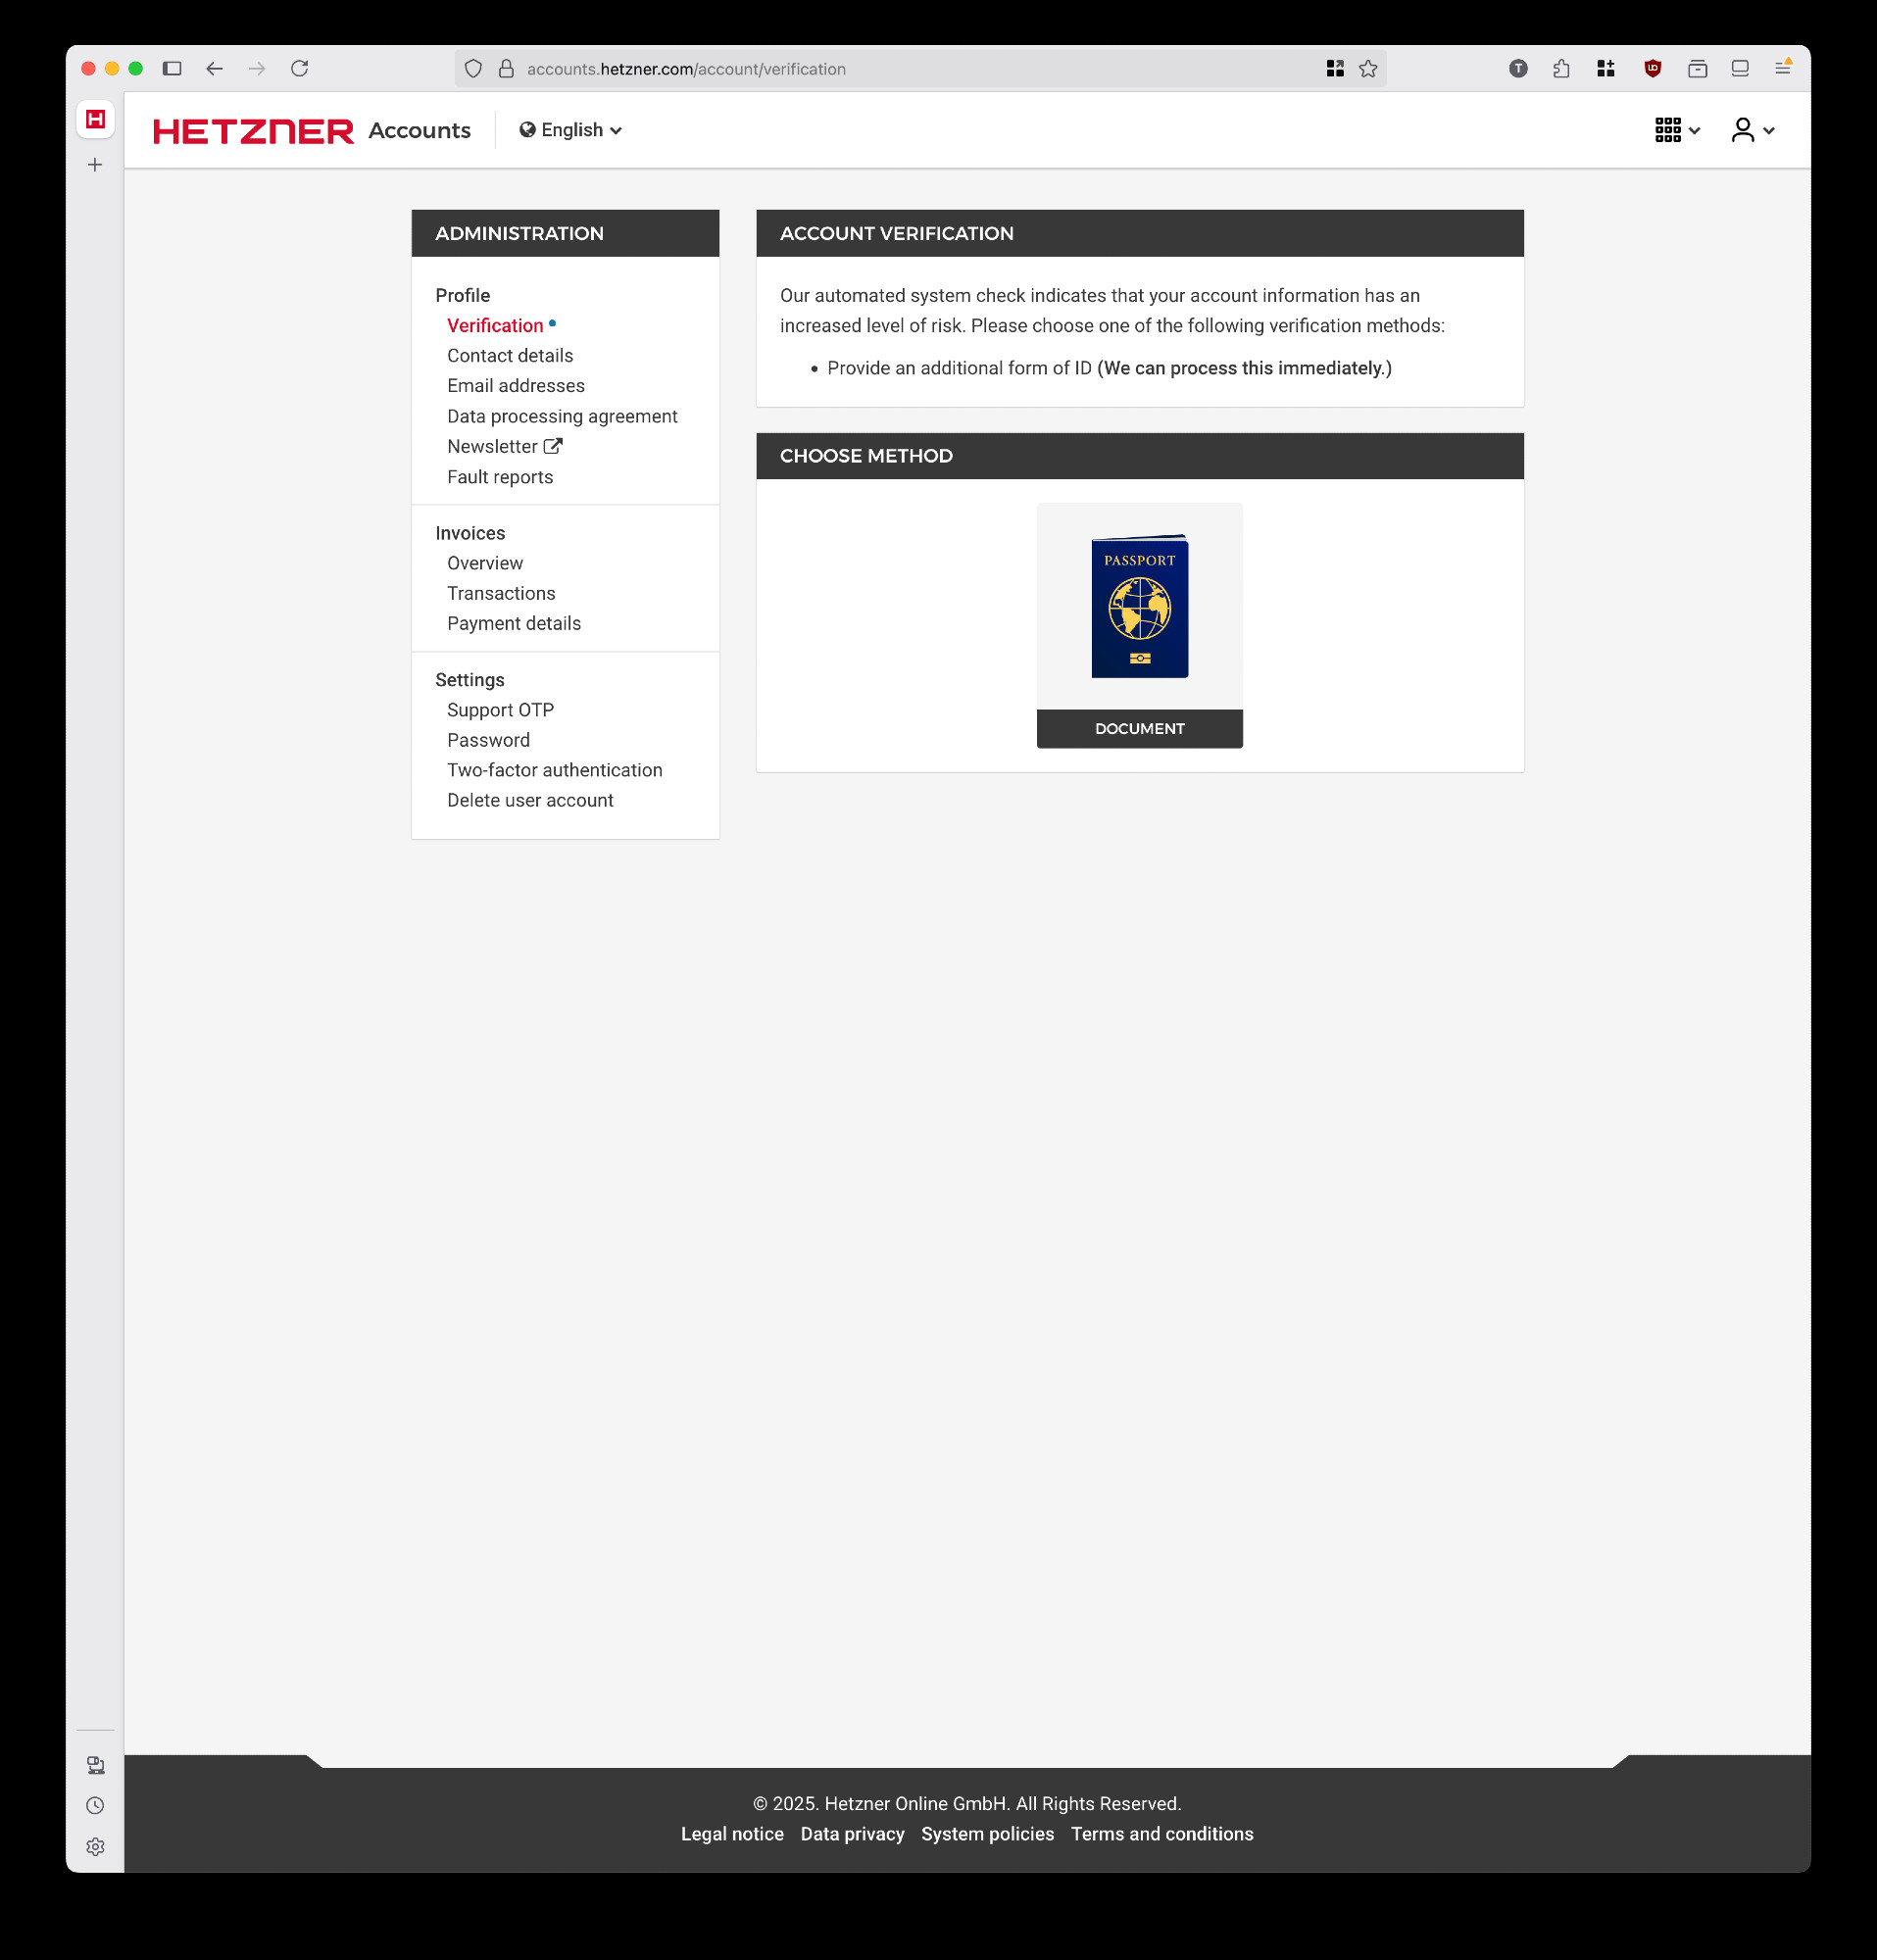 accounts.hetzner.com/account/verification
HETZNER Accounts
English
ADMINISTRATION
Profile
Verification
Contact details
Email addresses
Data processing agreement
Newsletter
Fault reports
Invoices
Overview
Transactions
Payment details
Settings
Support OTP
Password
Two-factor authentication
Delete user account
ACCOUNT VERIFICATION
Our automated system check indicates that your account information has an
increased level of risk. Please choose one of the following verification methods:
• Provide an additional form of ID (We can process this immediately.)
CHOOSE METHOD
PASSPORT
DOCUMENT
© 2025. Hetzner Online GmbH. All Rights Reserved.
Legal notice Data privacy System policies Terms and conditions